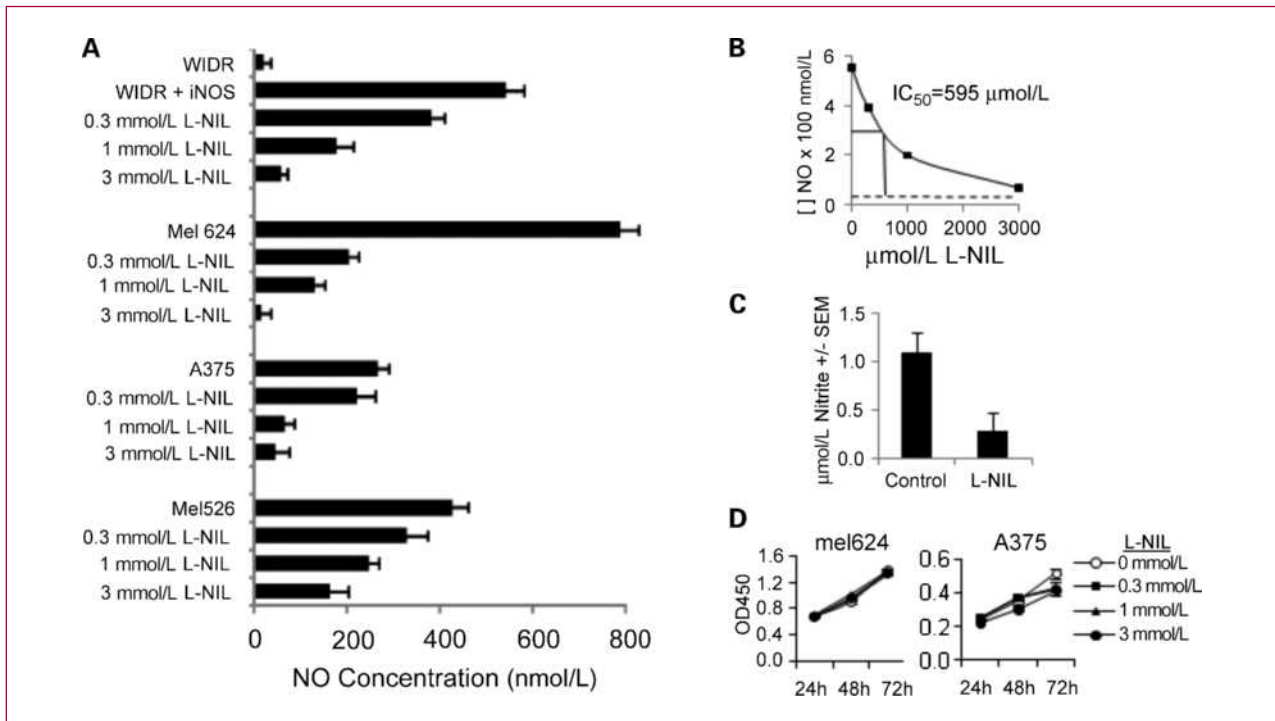 A
WIDR
WIDR + iNOS
0.3 mmol/L L-NIL
1 mmol/L L-NIL
3 mmol/L L-NIL
Mel 624
0.3 mmol/L L-NIL
1 mmol/L L-NIL
3 mmol/L L-NIL
A375
0.3 mmol/L L-NIL
1 mmol/L L-NIL
3 mmol/L L-NIL
Mel526
0.3 mmol/L L-NIL
1 mmol/L L-NIL
3 mmol/L L-NIL
0 200 400 600 800
NO Concentration (nmol/L)
B
[ ] NO x 100 nmol/L
6
4
2
0
IC50=595 μmol/L
0 1000 2000 3000
μmol/L L-NIL
C
μmol/L Nitrite +/- SEM
1.5
1.0
0.5
0.0
Control L-NIL
D
mel624
OD450
1.6
1.2
0.8
0.4
0.0
24h 48h 72h
A375
0.6
0.4
0.2
0.0
24h 48h 72h
L-NIL
0 mmol/L
0.3 mmol/L
1 mmol/L
3 mmol/L